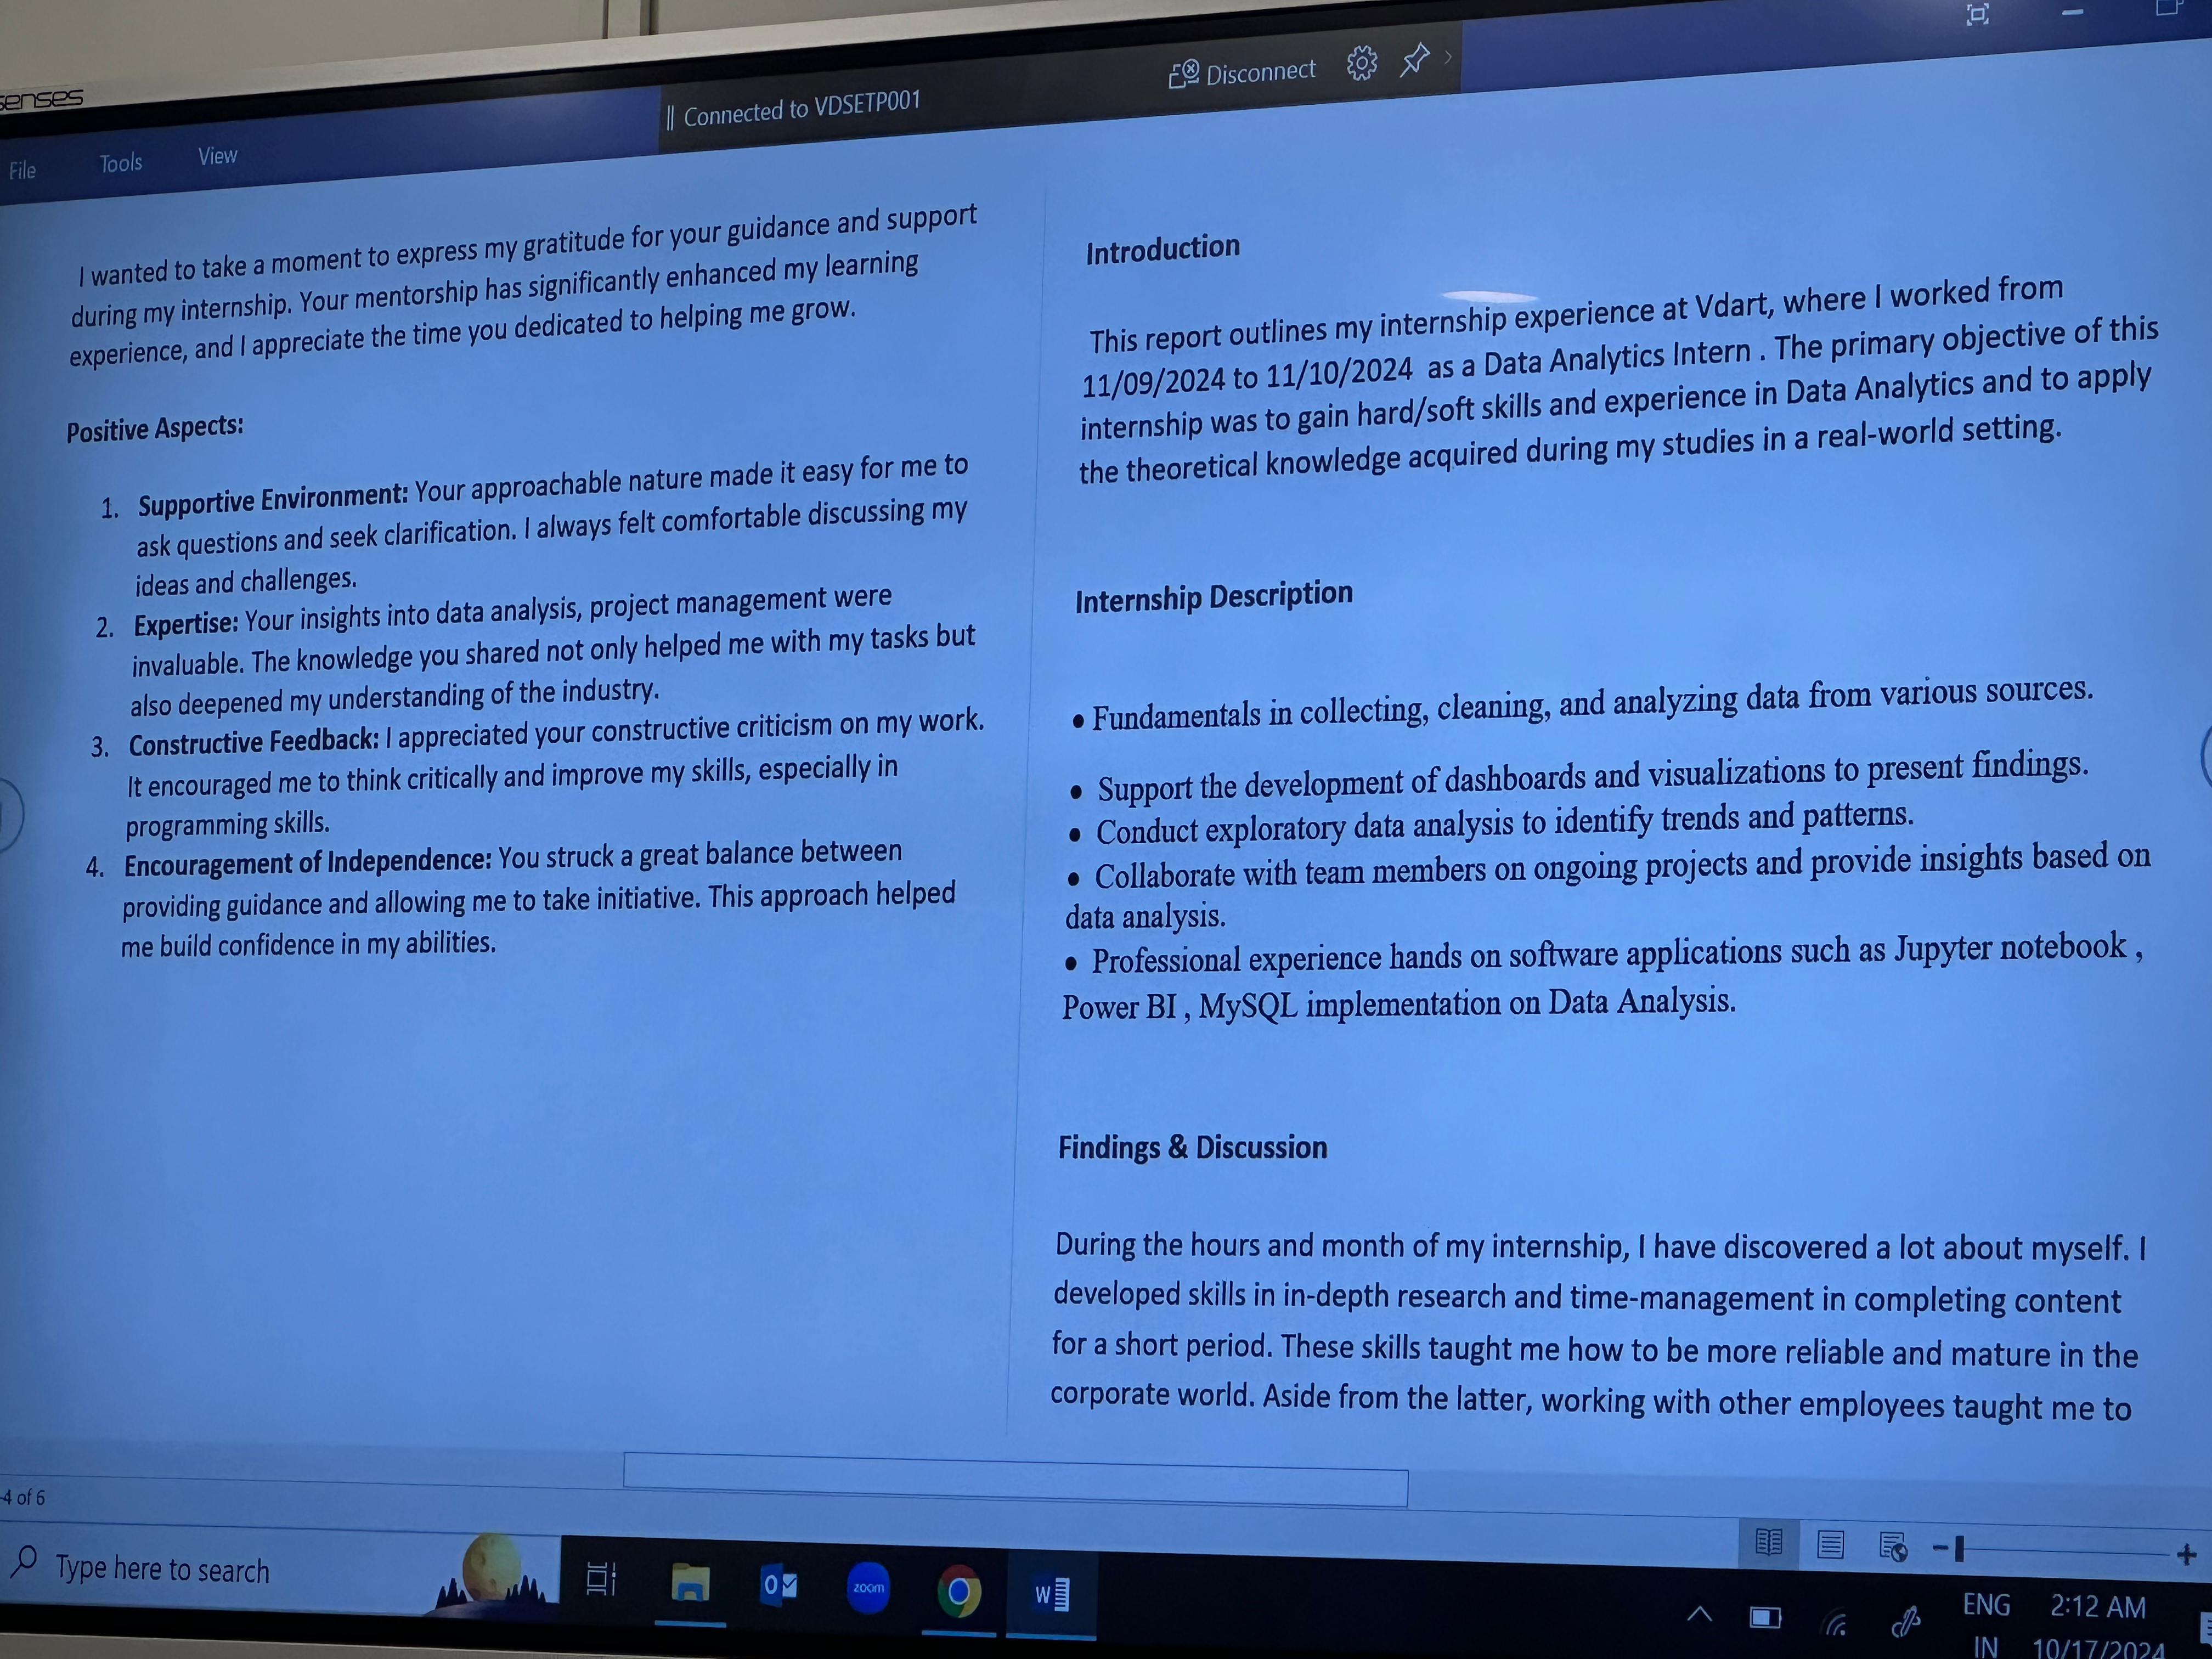 senses
Connected to VDSETP001
Disconnect
File Tools View
I wanted to take a moment to express my gratitude for your guidance and support
during my internship. Your mentorship has significantly enhanced my learning
experience, and I appreciate the time you dedicated to helping me grow.
Positive Aspects:
1. Supportive Environment: Your approachable nature made it easy for me to
ask questions and seek clarification. I always felt comfortable discussing my
ideas and challenges.
2. Expertise: Your insights into data analysis, project management were
invaluable. The knowledge you shared not only helped me with my tasks but
also deepened my understanding of the industry.
3. Constructive Feedback: I appreciated your constructive criticism on my work.
It encouraged me to think critically and improve my skills, especially in
programming skills.
4. Encouragement of Independence: You struck a great balance between
providing guidance and allowing me to take initiative. This approach helped
me build confidence in my abilities.
Introduction
This report outlines my internship experience at Vdart, where I worked from
11/09/2024 to 11/10/2024 as a Data Analytics Intern . The primary objective of this
internship was to gain hard/soft skills and experience in Data Analytics and to apply
the theoretical knowledge acquired during my studies in a real-world setting.
Internship Description
• Fundamentals in collecting, cleaning, and analyzing data from various sources.
• Support the development of dashboards and visualizations to present findings.
• Conduct exploratory data analysis to identify trends and patterns.
• Collaborate with team members on ongoing projects and provide insights based on
data analysis.
• Professional experience hands on software applications such as Jupyter notebook ,
Power BI , MySQL implementation on Data Analysis.
Findings & Discussion
During the hours and month of my internship, I have discovered a lot about myself. I
developed skills in in-depth research and time-management in completing content
for a short period. These skills taught me how to be more reliable and mature in the
corporate world. Aside from the latter, working with other employees taught me to
-4 of 6
Type here to search
zoom
ENG 2:12 AM
IN 10/17/2024